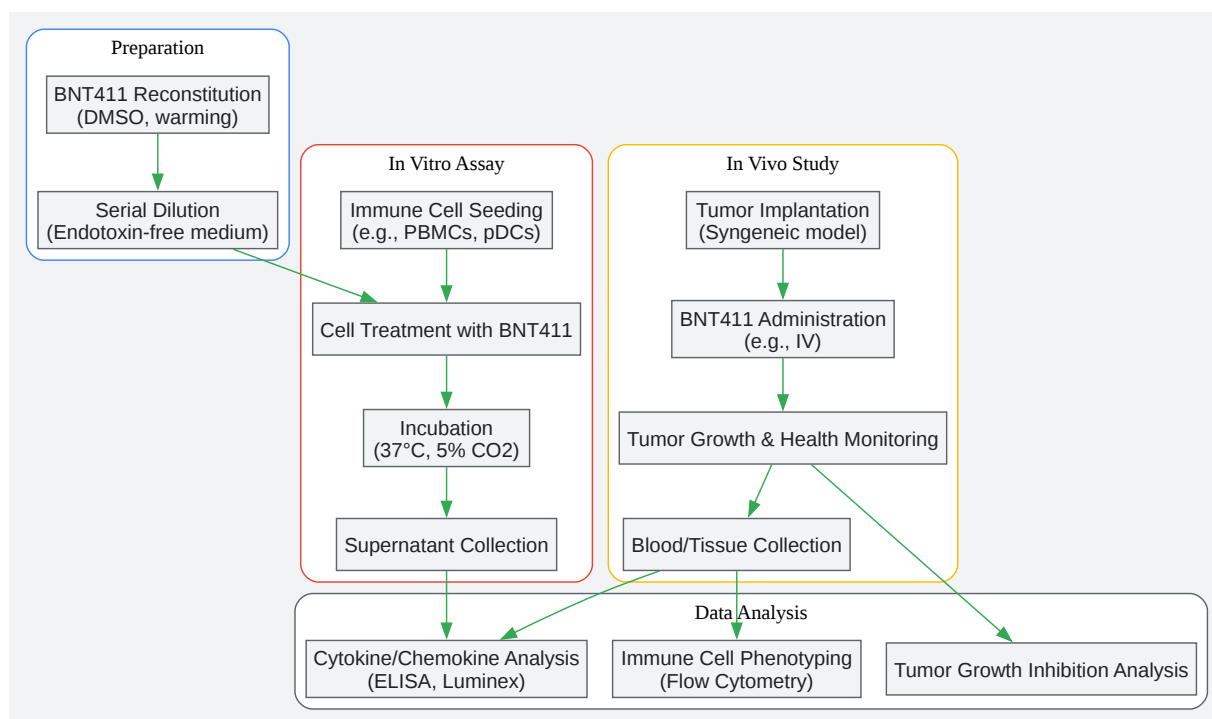 Preparation
BNT411 Reconstitution
(DMSO, warming)
Serial Dilution
(Endotoxin-free medium)
In Vitro Assay
Immune Cell Seeding
(e.g., PBMCs, pDCs)
Cell Treatment with BNT411
Incubation
(37°C, 5% CO2)
Supernatant Collection
In Vivo Study
Tumor Implantation
(Syngeneic model)
BNT411 Administration
(e.g., IV)
Tumor Growth & Health Monitoring
Blood/Tissue Collection
Data Analysis
Cytokine/Chemokine Analysis
(ELISA, Luminex)
Immune Cell Phenotyping
(Flow Cytometry)
Tumor Growth Inhibition Analysis